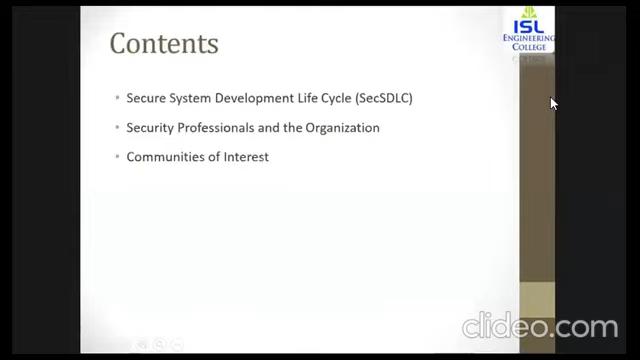 Contents
ISL
ENGINEERING
COLLEGE
• Secure System Development Life Cycle (SecSDLC)
• Security Professionals and the Organization
• Communities of Interest
clideo.com